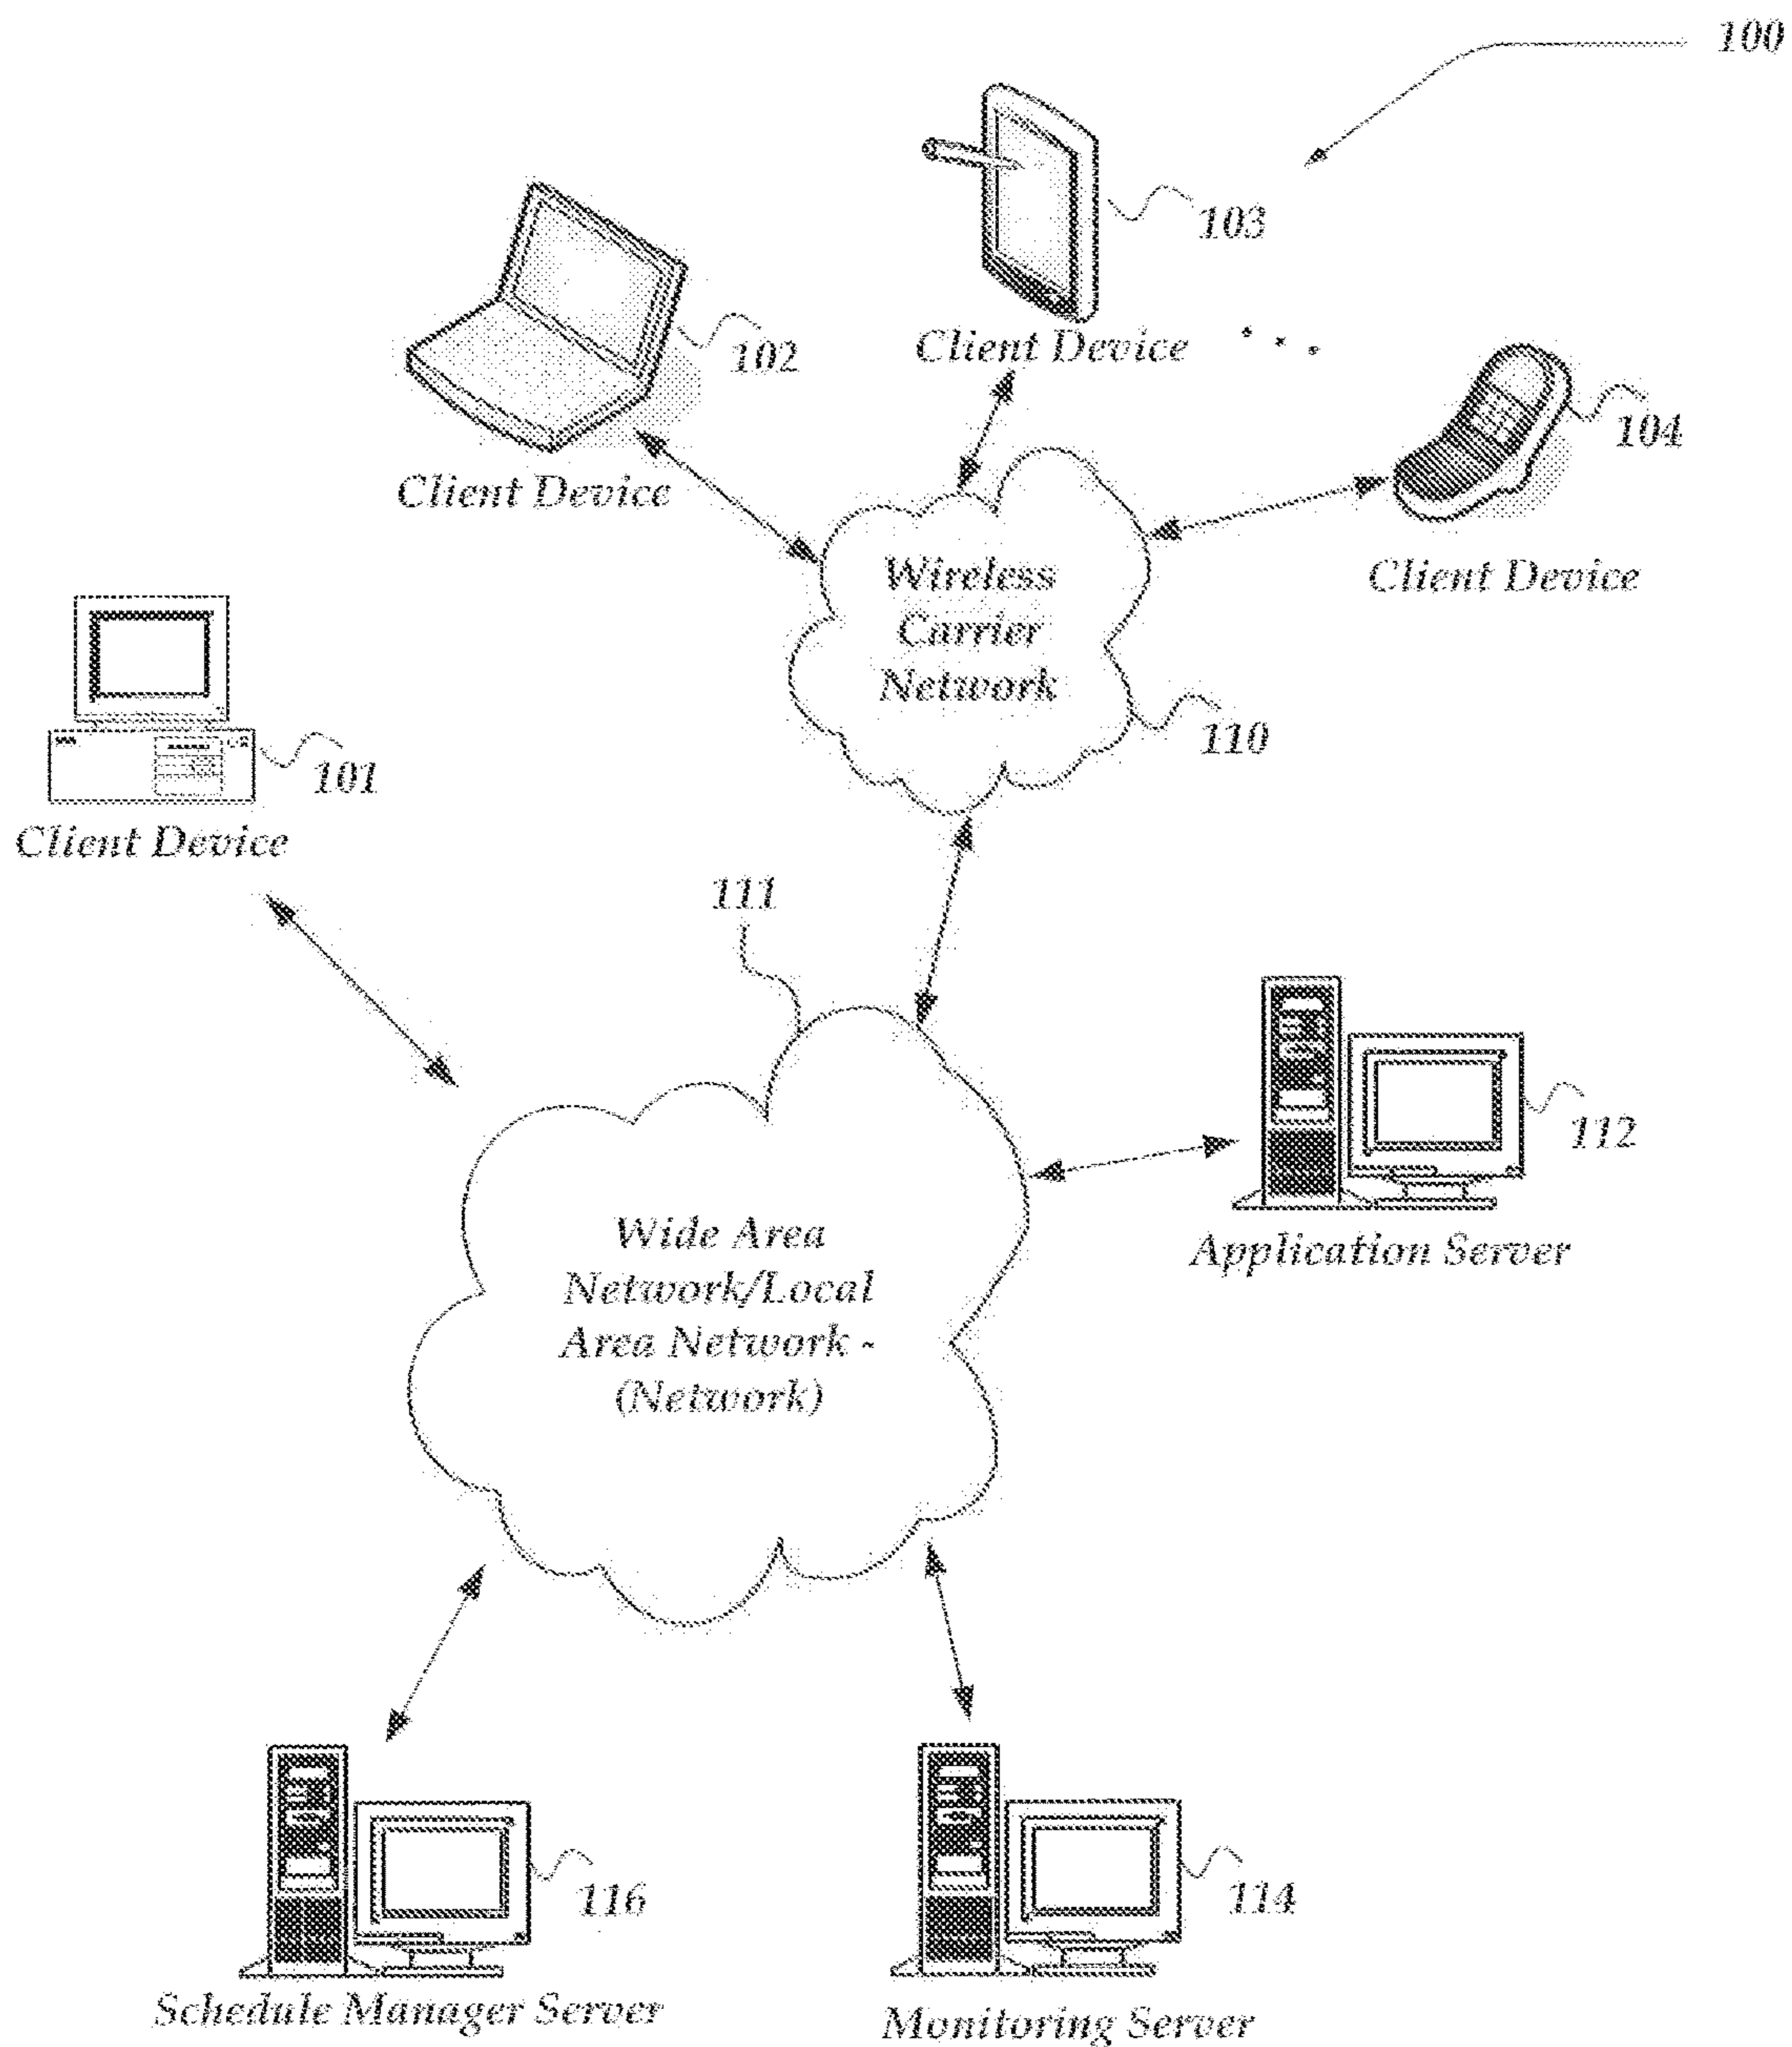 100
103
102
Client Device
104
Client Device
Client Device
Wireless
Carrier
Network
110
101
Client Device
111
112
Application Server
Wide Area
Network/Local
Area Network -
(Network)
116
114
Schedule Manager Server
Monitoring Server